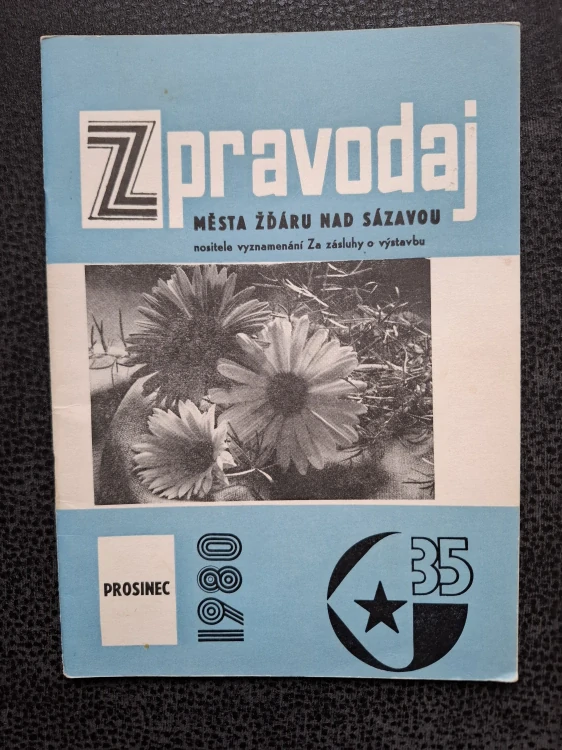 Zpravodaj
MĚSTA ŽĎÁRU NAD SÁZAVOU
nositele vyznamenání Za zásluhy o výstavbu
PROSINEC
1980
35